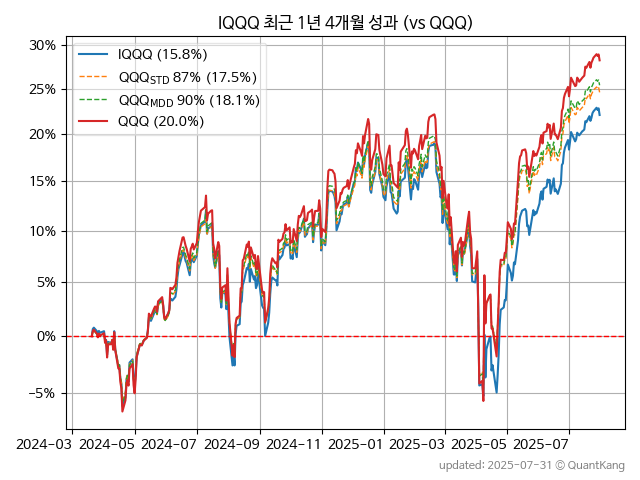 IQQQ 최근 1년 4개월 성과 (vs QQQ)
30%
25%
20%
15%
10%
5%
0%
−5%
IQQQ (15.8%)
QQQSTD 87% (17.5%)
QQQMDD 90% (18.1%)
QQQ (20.0%)
2024-03 2024-05 2024-07 2024-09 2024-11 2025-01 2025-03 2025-05 2025-07
updated: 2025-07-31 © QuantKang